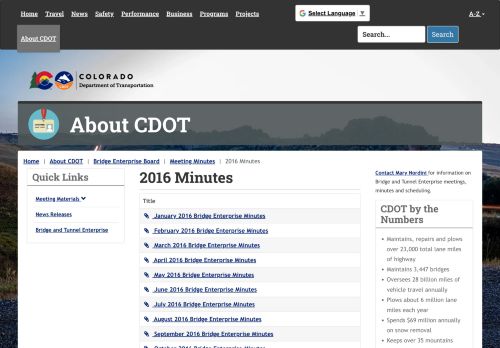 Home Travel News Safety Performance Business Programs Projects
Select Language ▼
A-Z
About CDOT
Search...
Search
COLORADO
Department of Transportation
About CDOT
Home | About CDOT | Bridge Enterprise Board | Meeting Minutes | 2016 Minutes
Quick Links
Meeting Materials
News Releases
Bridge and Tunnel Enterprise
2016 Minutes
Title
January 2016 Bridge Enterprise Minutes
February 2016 Bridge Enterprise Minutes
March 2016 Bridge Enterprise Minutes
April 2016 Bridge Enterprise Minutes
May 2016 Bridge Enterprise Minutes
June 2016 Bridge Enterprise Minutes
July 2016 Bridge Enterprise Minutes
August 2016 Bridge Enterprise Minutes
September 2016 Bridge Enterprise Minutes
October 2016 Bridge Enterprise Minutes
Contact Mary Nordini for information on
Bridge and Tunnel Enterprise meetings,
minutes and scheduling.
CDOT by the
Numbers
Maintains, repairs and plows
over 23,000 total lane miles
of highway
Maintains 3,447 bridges
Oversees 28 billion miles of
vehicle travel annually
Plows about 6 million lane
miles each year
Spends $69 million annually
on snow removal
Keeps over 35 mountains